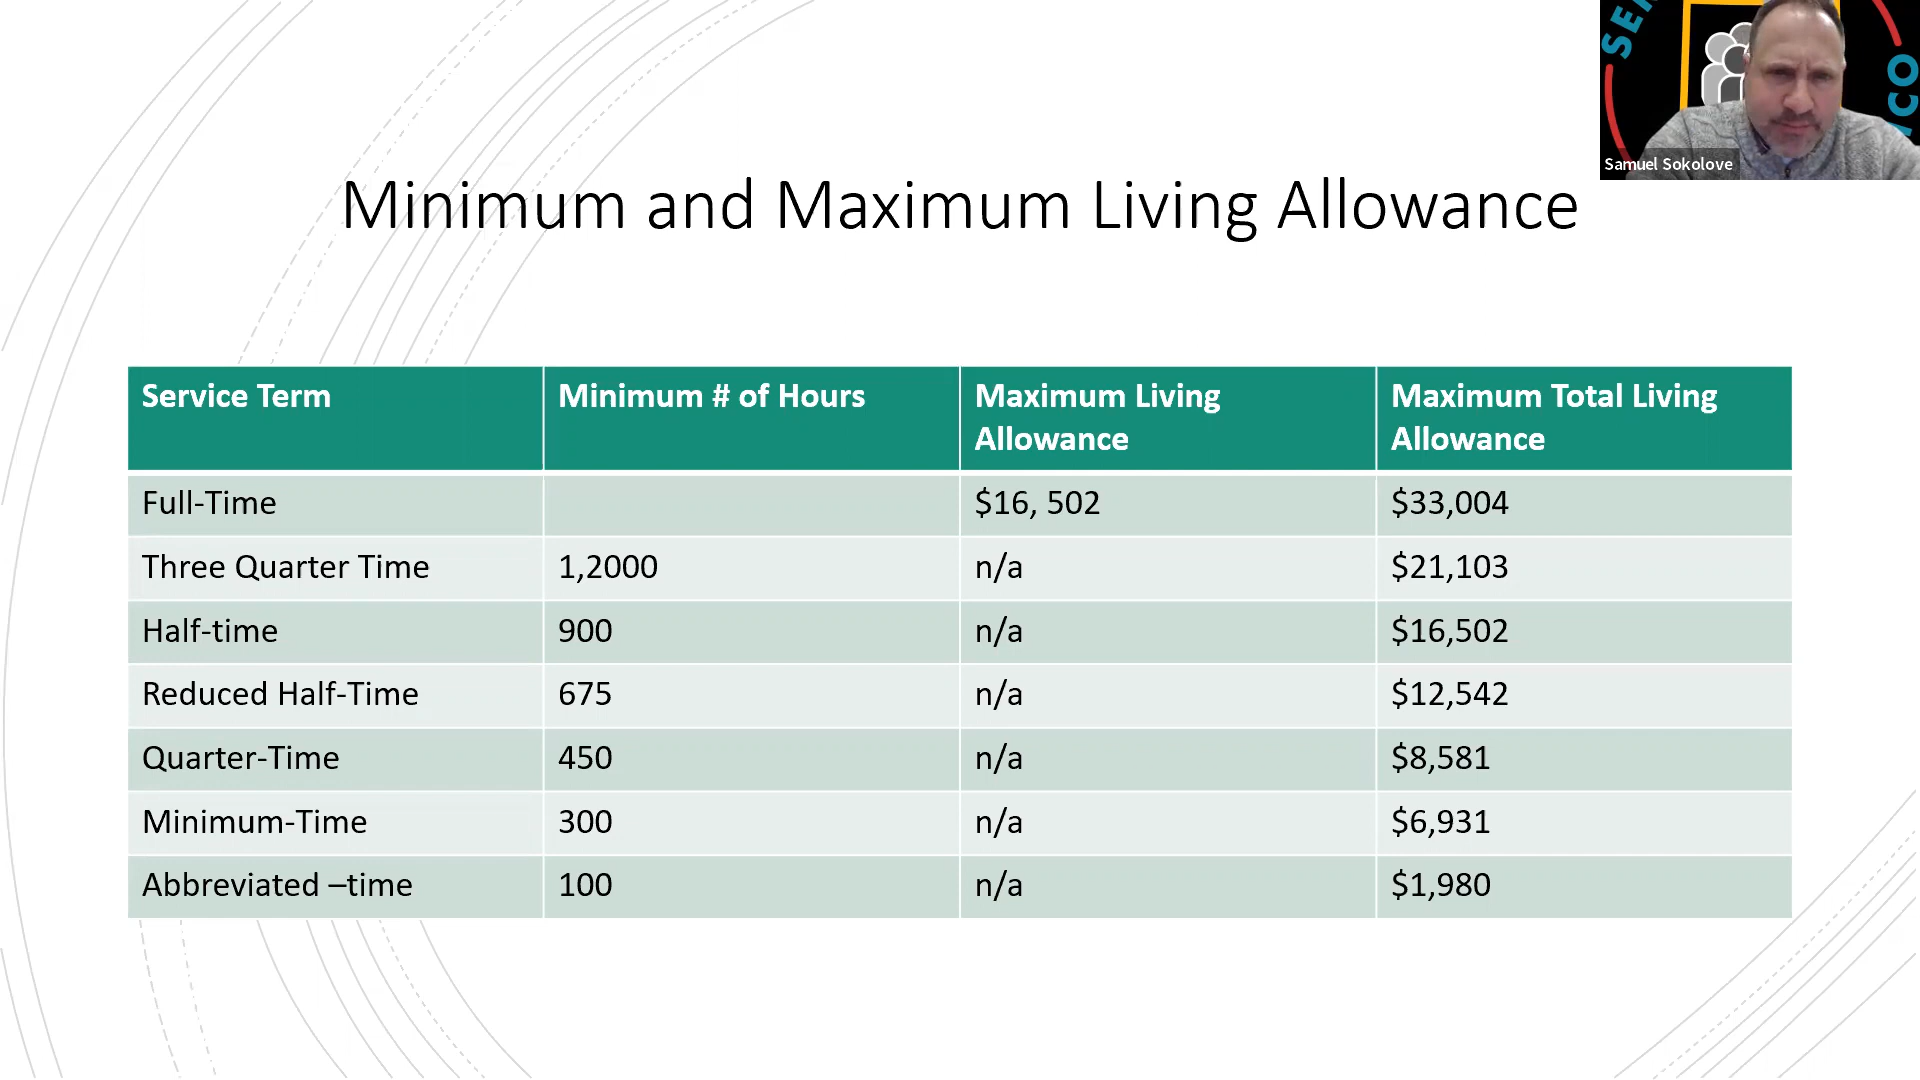 SER
ICO
Samuel Sokolove
Minimum and Maximum Living Allowance
Service Term Minimum # of Hours Maximum Living Allowance Maximum Total Living Allowance
Full-Time $16, 502 $33,004
Three Quarter Time 1,2000 n/a $21,103
Half-time 900 n/a $16,502
Reduced Half-Time 675 n/a $12,542
Quarter-Time 450 n/a $8,581
Minimum-Time 300 n/a $6,931
Abbreviated –time 100 n/a $1,980